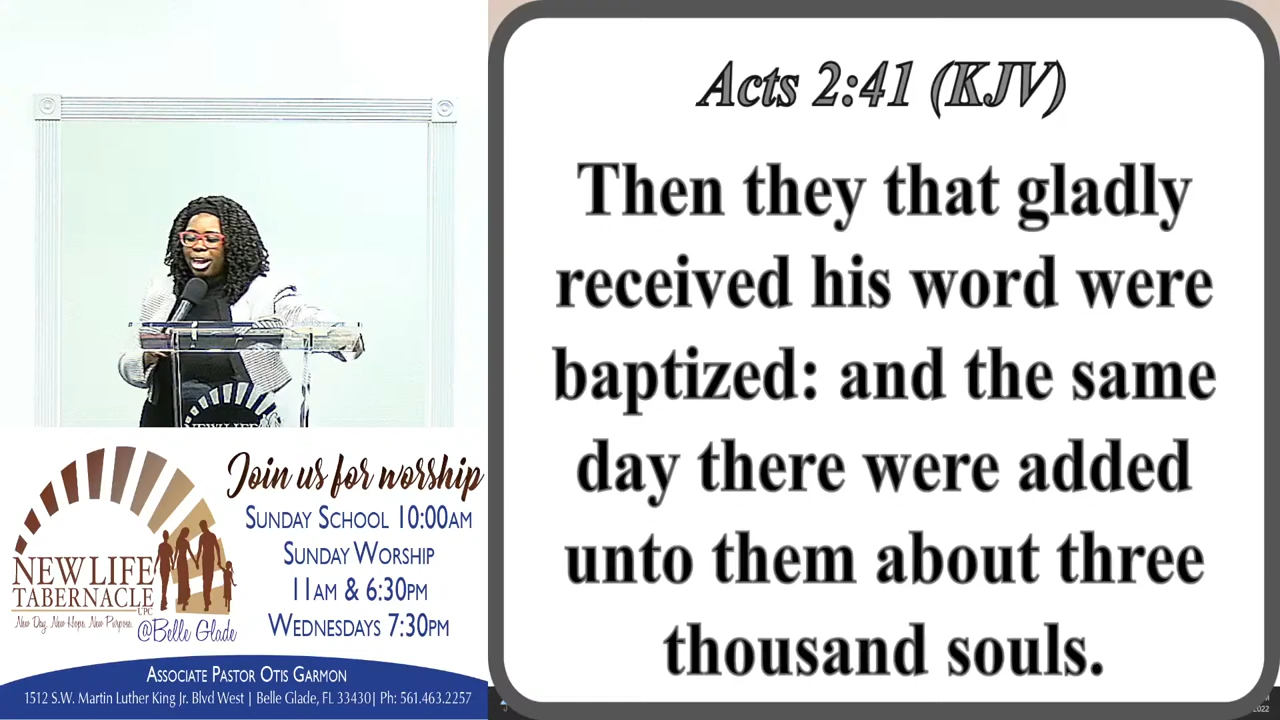 Acts 2:41 (KJV)
Then they that gladly
received his word were
baptized: and the same
day there were added
unto them about three
thousand souls.
Join us for worship
SUNDAY SCHOOL 10:00AM
SUNDAY WORSHIP
11AM & 6:30PM
WEDNESDAYS 7:30PM
NEW LIFE
TABERNACLE
UPC
New Day. New Hope. New Purpose.
@Belle Glade
ASSOCIATE PASTOR OTIS GARMON
1512 S.W. Martin Luther King Jr. Blvd West | Belle Glade, FL 33430| Ph: 561.463.2257